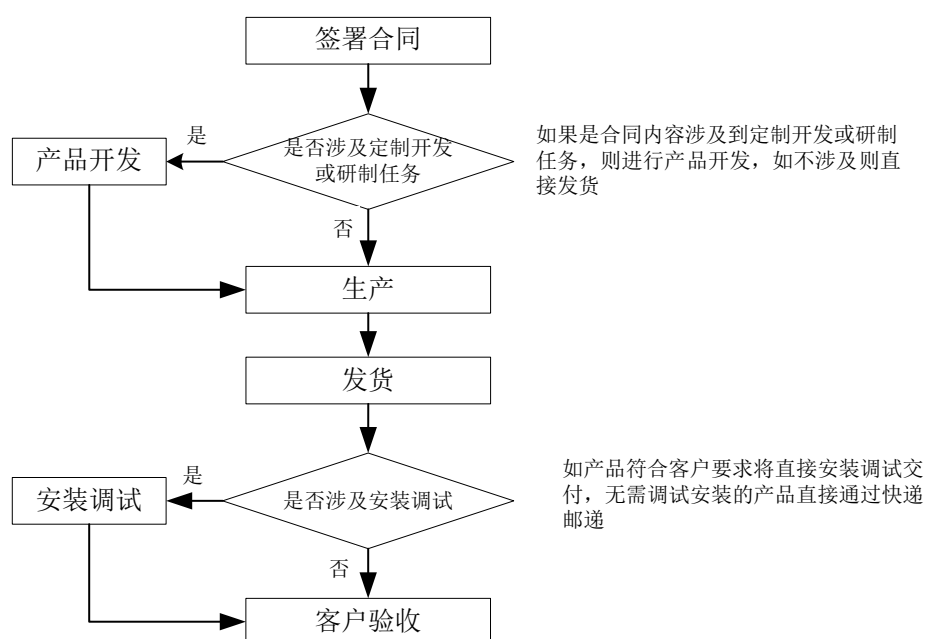 签署合同
是
产品开发
是否涉及定制开发
或研制任务
如果是合同内容涉及到定制开发或研制
任务，则进行产品开发，如不涉及则直
接发货
否
生产
发货
是
安装调试
是否涉及安装调试
如产品符合客户要求将直接安装调试交
付，无需调试安装的产品直接通过快递
邮递
否
客户验收